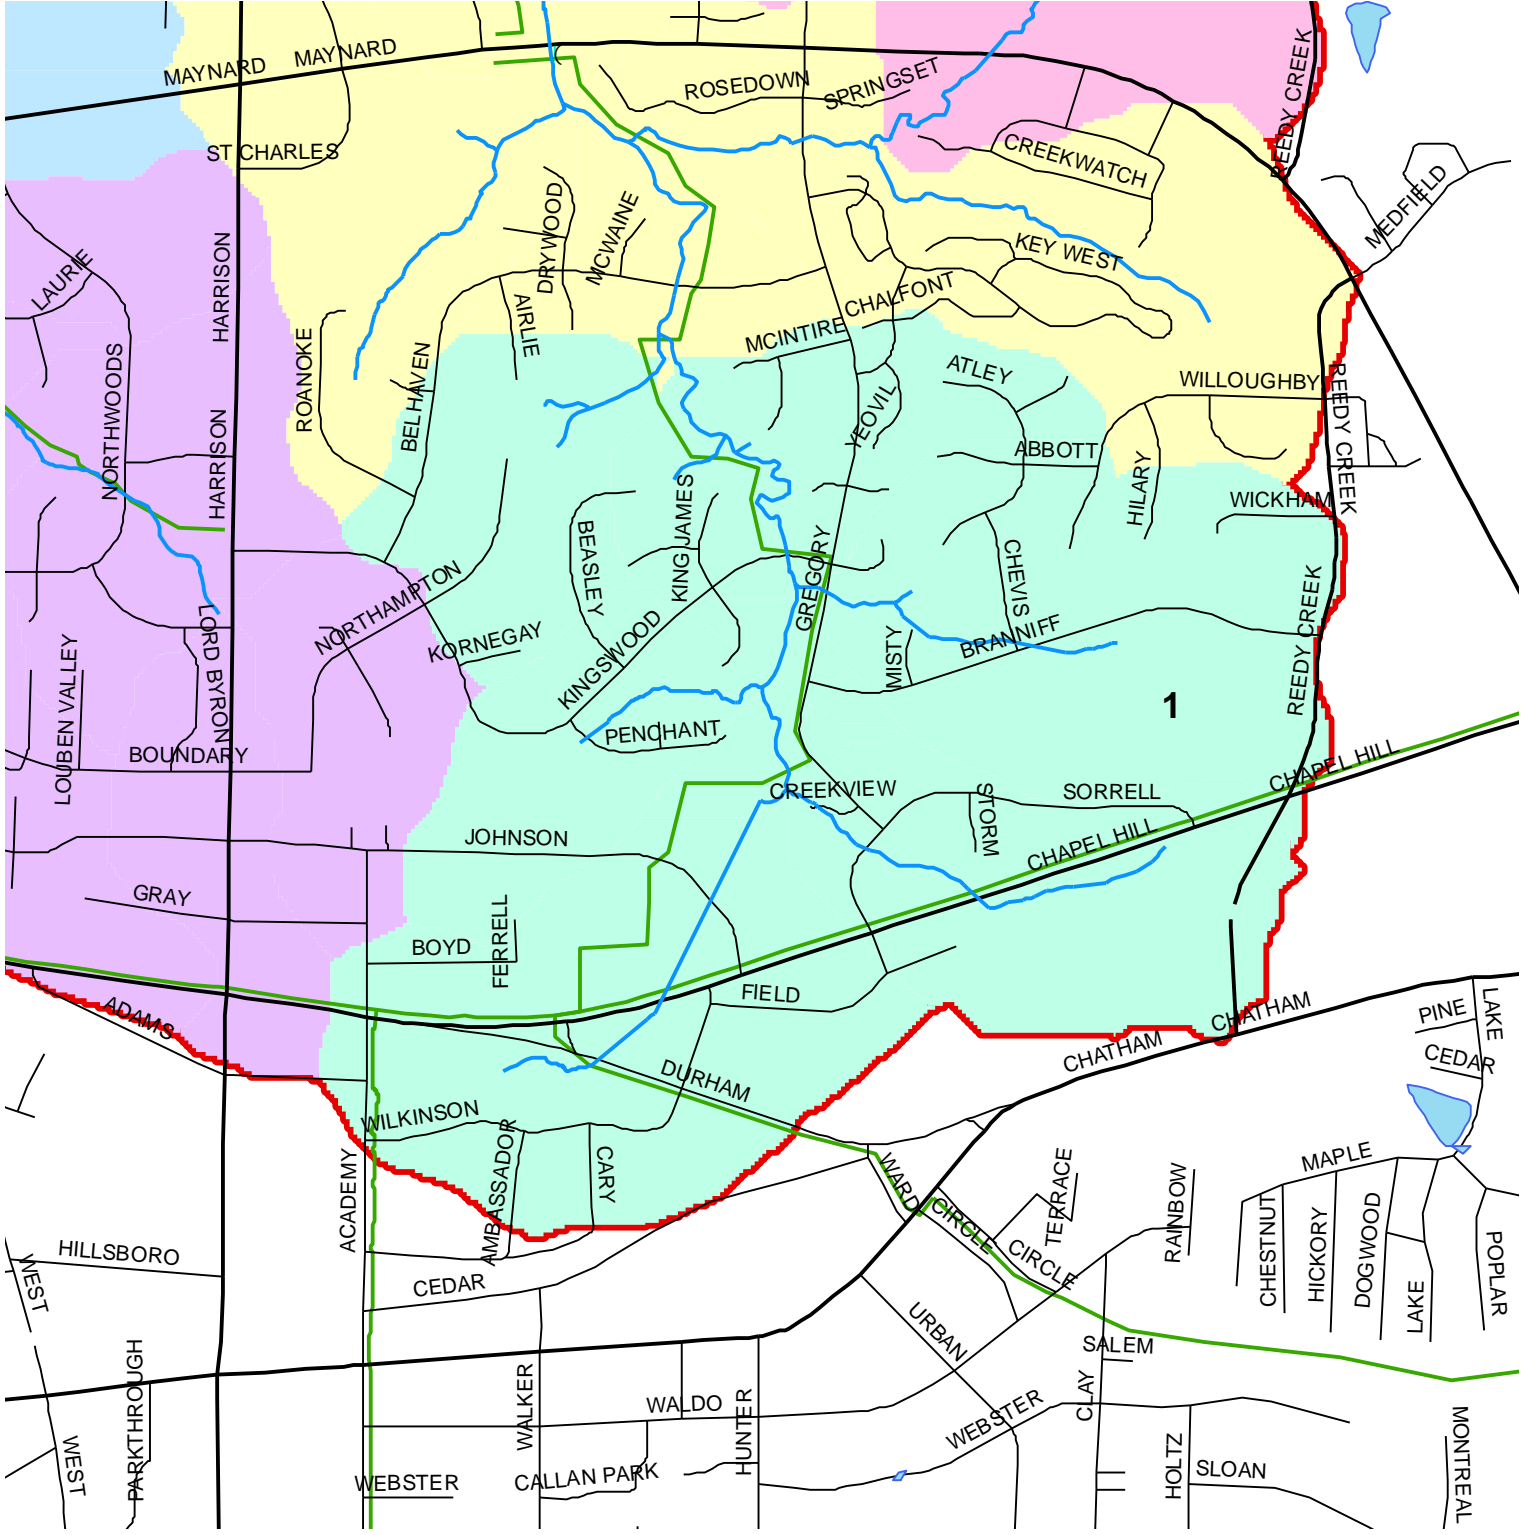 MAYNARD
MAYNARD
ROSEDOWN
SPRINGSET
REEDY CREEK
ST CHARLES
CREEKWATCH
MEDFIELD
DRYWOOD
MCWAINE
KEY WEST
LAURIE
HARRISON
CHALFONT
AIRLIE
MCINTIRE
ROANOKE
BELHAVEN
NORTHWOODS
ATLEY
WILLOUGHBY
YEOVIL
REEDY CREEK
HARRISON
ABBOTT
HILARY
WICKHAM
KING JAMES
BEASLEY
GREGORY
CHEVIS
NORTHAMPTON
REEDY CREEK
LORD BYRON
KORNEGAY
KINGSWOOD
MISTY
BRANNIFF
LOUBEN VALLEY
1
PENCHANT
BOUNDARY
CHAPEL HILL
CREEKVIEW
STORM
SORRELL
JOHNSON
CHAPEL HILL
GRAY
FERRELL
BOYD
FIELD
ADAMS
CHATHAM
PINE
LAKE
CHATHAM
CEDAR
DURHAM
WILKINSON
AMBASSADOR
CARY
ACADEMY
WARD
TERRACE
RAINBOW
MAPLE
CIRCLE
CIRCLE
CHESTNUT
HICKORY
DOGWOOD
LAKE
POPLAR
HILLSBORO
WEST
CEDAR
URBAN
SALEM
PARKTHROUGH
WALKER
WALDO
HUNTER
CLAY
WEBSTER
WEST
WEBSTER
CALLAN PARK
HOLTZ
SLOAN
MONTREAL